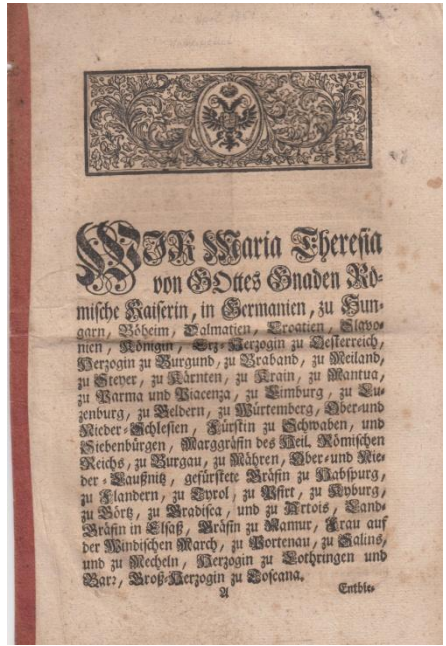 WIR Maria Theresia
von GOttes Gnaden Rö-
mische Kaiserin, in Germanien, zu Hun-
garn, Böheim, Dalmatien, Croatien, Slavo-
nien, Königin, Ertz-Herzogin zu Oesterreich,
Herzogin zu Burgund, zu Braband, zu Meiland,
zu Steyer, zu Kärnten, zu Krain, zu Mantua,
zu Parma und Piacenza, zu Limburg, zu Lu-
zenburg, zu Geldern, zu Würtemberg, Ober-und
Nieder-Schlesien, Fürstin zu Schwaben, und
Siebenbürgen, Marggräfin des Heil. Römischen
Reichs, zu Burgau, zu Mähren, Ober-und Nie-
der-Laußnitz, gefürstete Gräfin zu Habspurg,
zu Flandern, zu Tyrol, zu Pfirt, zu Kyburg,
zu Görtz, zu Gradisca, und zu Artois, Land-
Gräfin in Elsaß, Gräfin zu Namur, Frau auf
der Windischen March, zu Portenau, zu Salins,
und zu Mecheln, Herzogin zu Lothringen und
Barr, Groß-Herzogin zu Toscana.
A
Entbie-